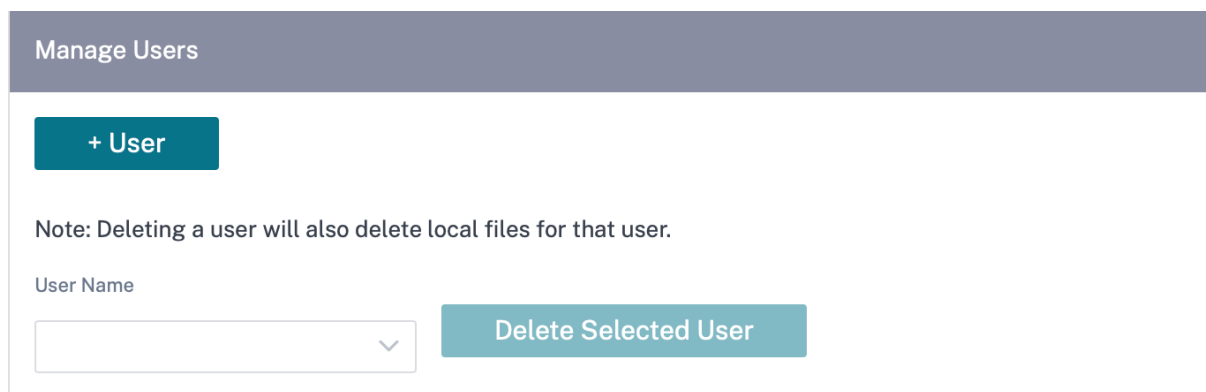 Manage Users
+ User
Note: Deleting a user will also delete local files for that user.
User Name
Delete Selected User